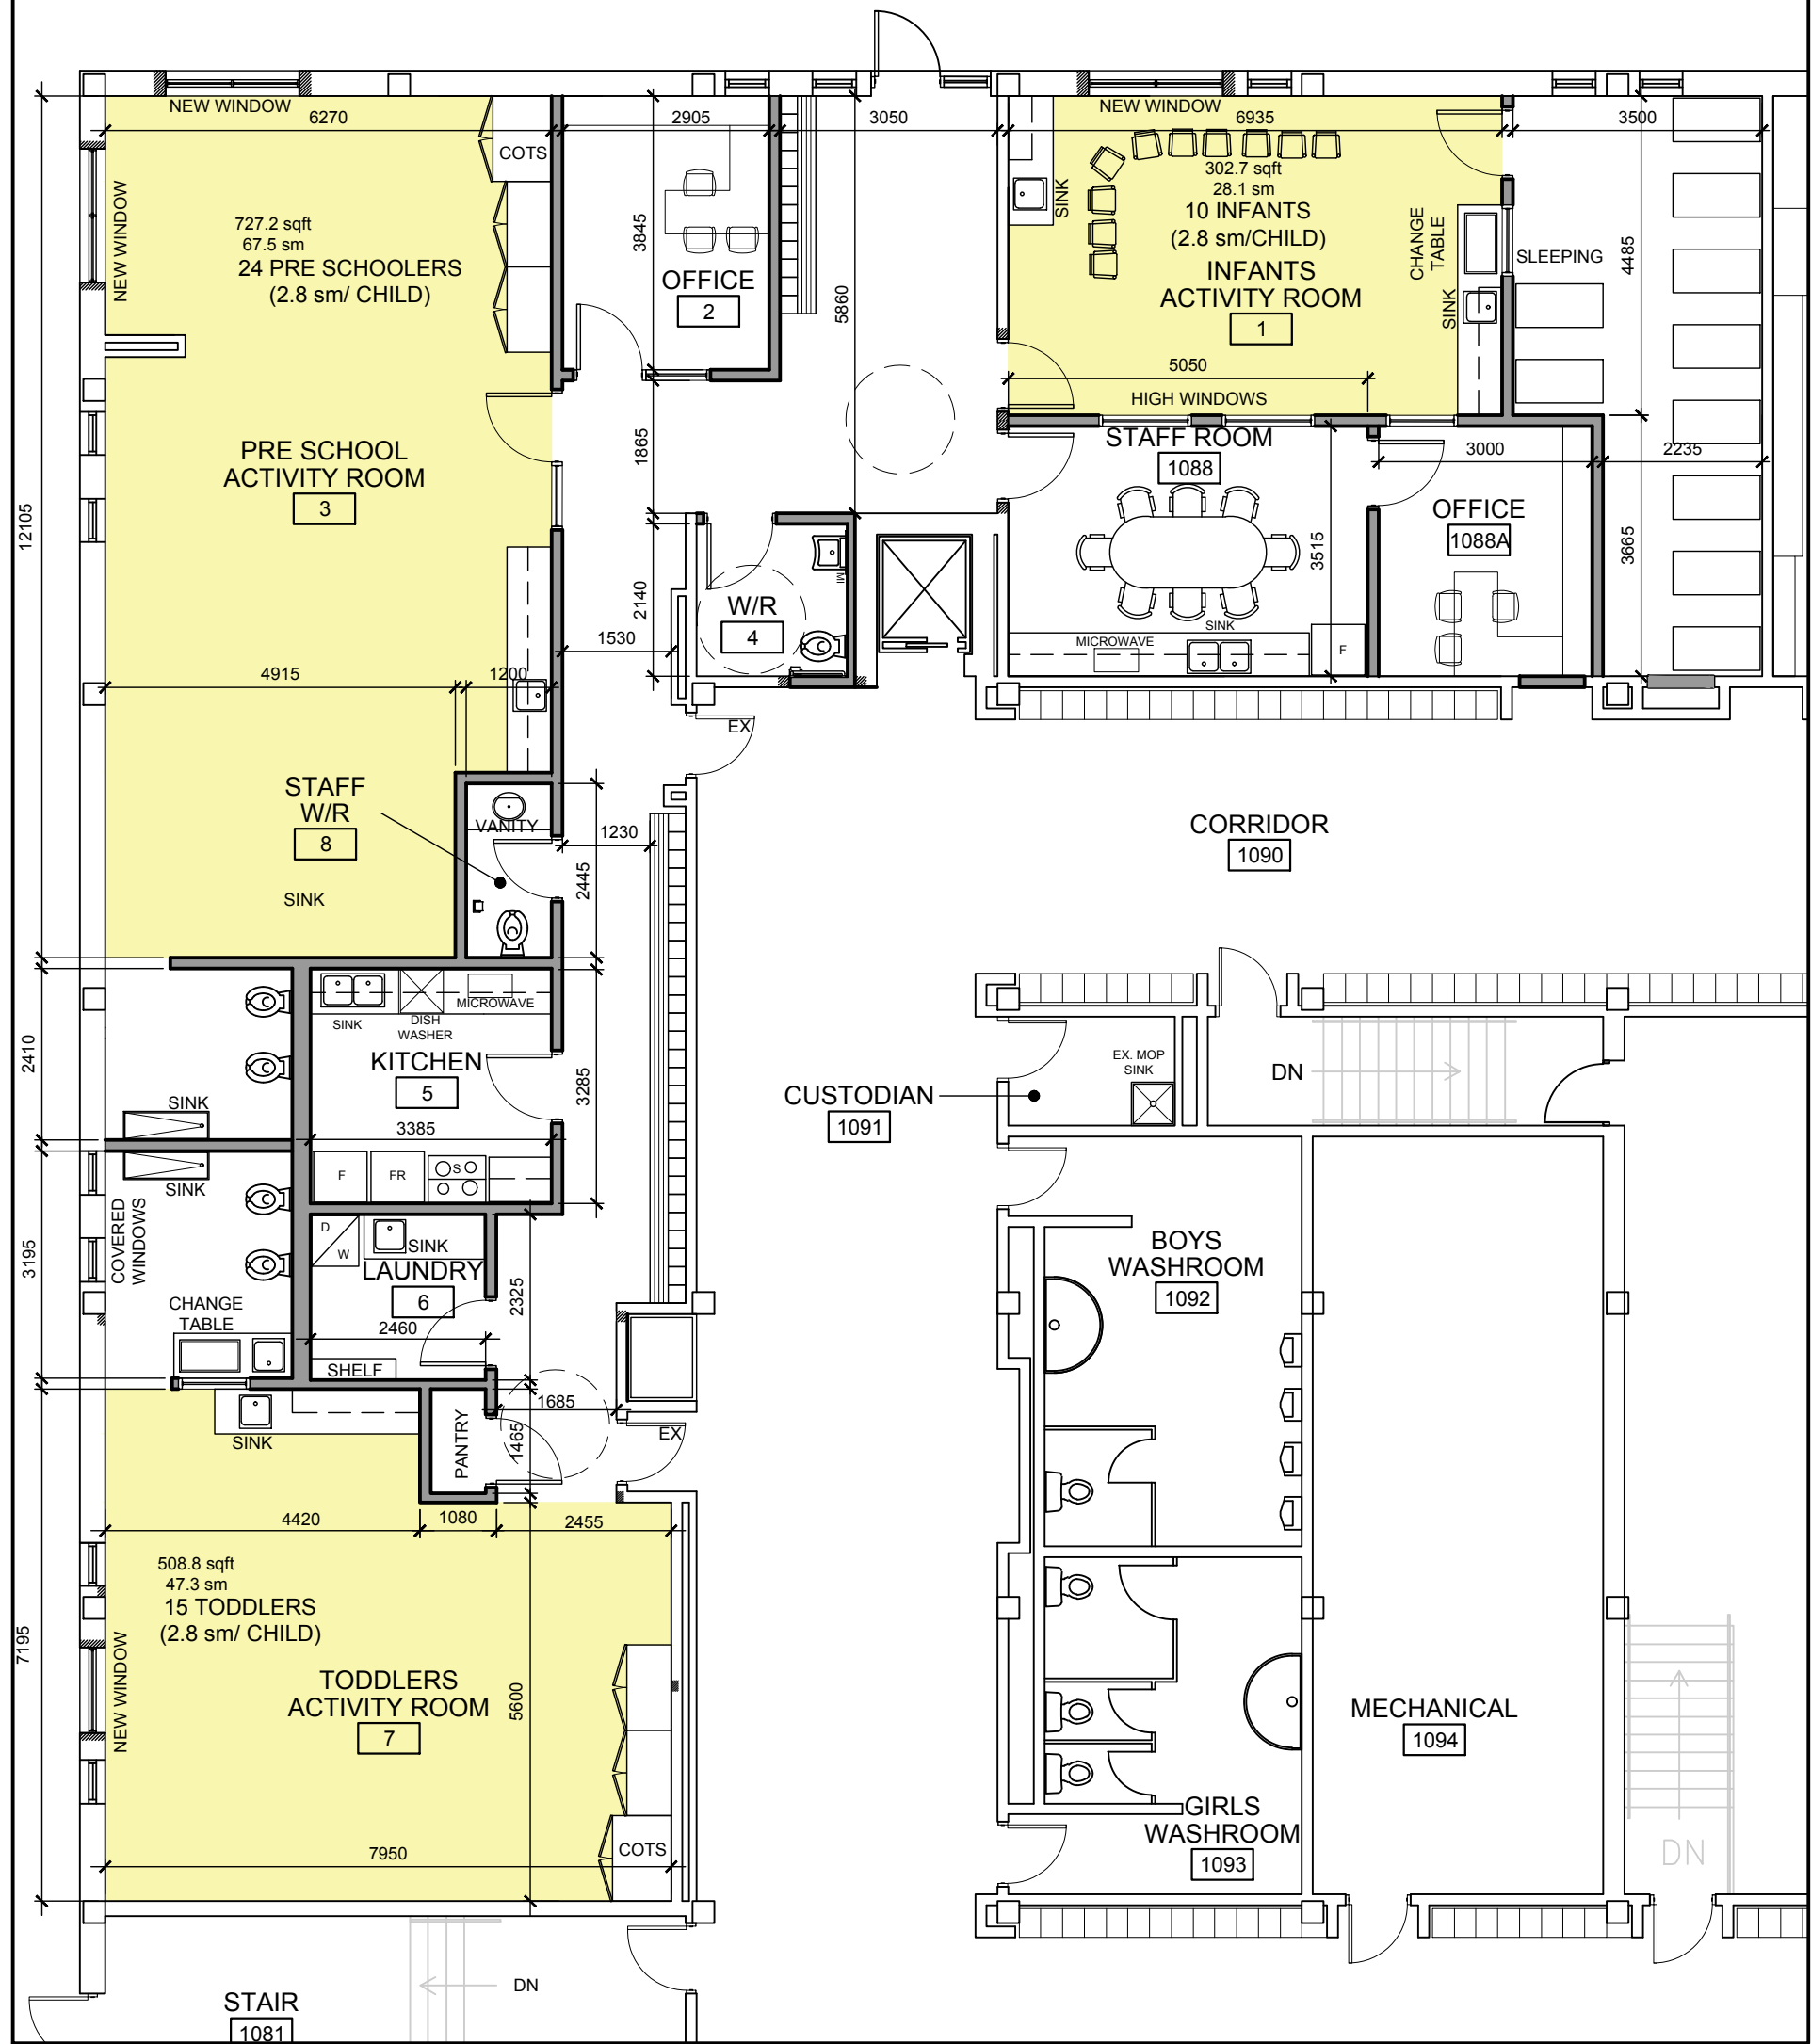 NEW WINDOW
6270
COTS
2905
3050
NEW WINDOW
6935
3500
NEW WINDOW
727.2 sqft
67.5 sm
24 PRE SCHOOLERS
(2.8 sm/ CHILD)
3845
OFFICE
2
5860
SINK
302.7 sqft
28.1 sm
10 INFANTS
(2.8 sm/CHILD)
INFANTS
ACTIVITY ROOM
1
CHANGE
TABLE
SINK
SLEEPING
4485
5050
HIGH WINDOWS
12105
PRE SCHOOL
ACTIVITY ROOM
3
1865
STAFF ROOM
1088
3000
2235
OFFICE
1088A
3515
3665
2140
W/R
4
MI
1530
MICROWAVE
SINK
F
4915
1200
EX
STAFF
W/R
8
VANITY
1230
2445
SINK
CORRIDOR
1090
2410
SINK
DISH
WASHER
MICROWAVE
KITCHEN
5
3285
SINK
3385
F
FR
S
EX. MOP
SINK
DN
CUSTODIAN
1091
SINK
3195
COVERED
WINDOWS
D
W
SINK
LAUNDRY
6
2325
2460
SHELF
CHANGE
TABLE
BOYS
WASHROOM
1092
SINK
PANTRY
1465
1685
EX
4420
1080
2455
508.8 sqft
47.3 sm
15 TODDLERS
(2.8 sm/ CHILD)
7195
NEW WINDOW
TODDLERS
ACTIVITY ROOM
7
5600
MECHANICAL
1094
GIRLS
WASHROOM
1093
7950
COTS
DN
DN
STAIR
1081